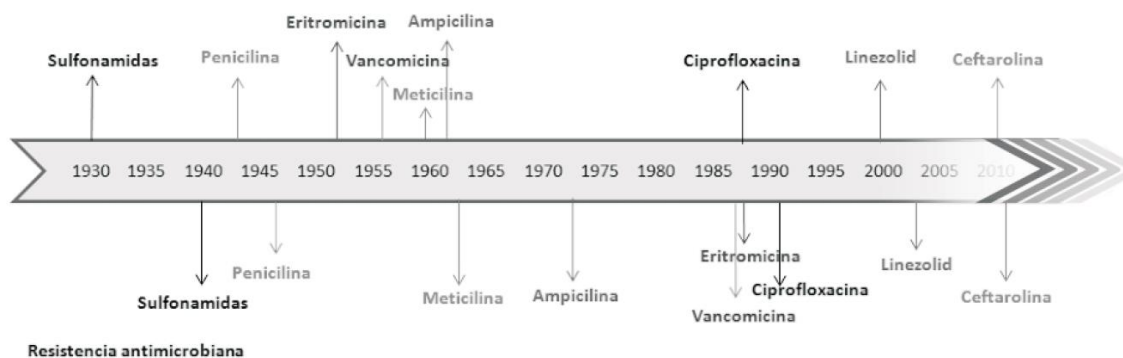 Eritromicina Ampicilina
Sulfonamidas Penicilina Vancomicina Ciprofloxacina Linezolid Ceftarolina
Meticilina
1930 1935 1940 1945 1950 1955 1960 1965 1970 1975 1980 1985 1990 1995 2000 2005 2010
Eritromicina Linezolid
Penicilina
Meticilina Ampicilina Ciprofloxacina Ceftarolina
Sulfonamidas
Vancomicina
Resistencia antimicrobiana